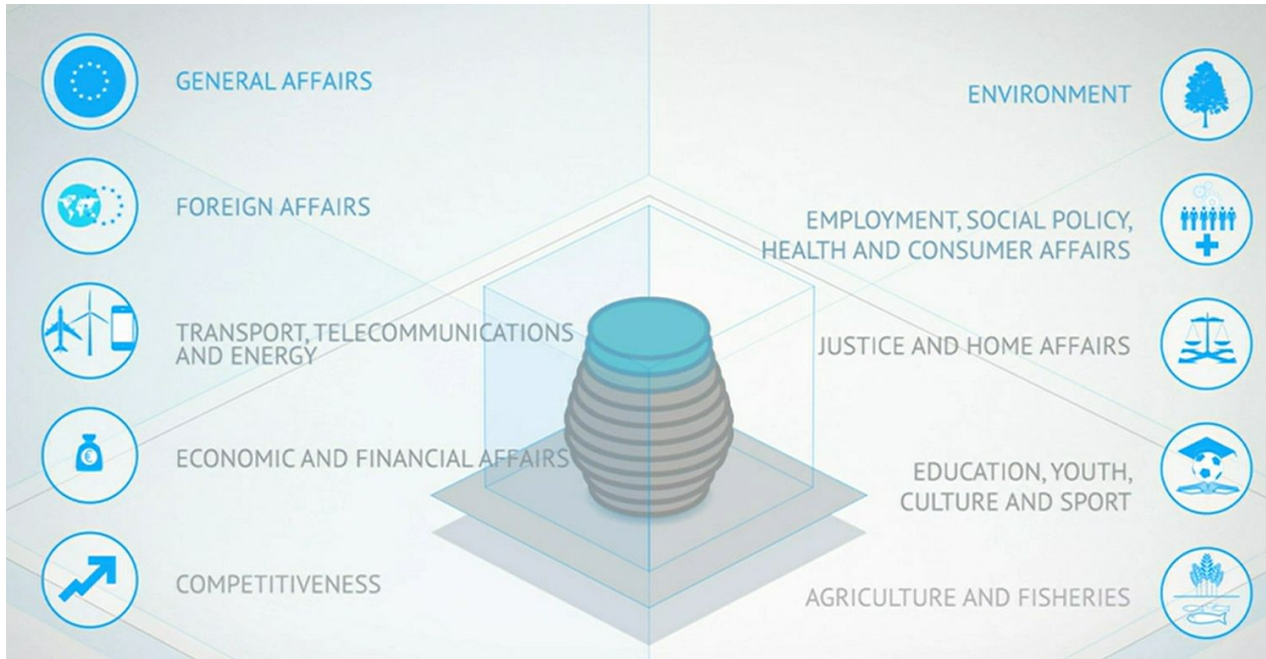 GENERAL AFFAIRS
FOREIGN AFFAIRS
TRANSPORT, TELECOMMUNICATIONS
AND ENERGY
ECONOMIC AND FINANCIAL AFFAIRS
€
COMPETITIVENESS
ENVIRONMENT
EMPLOYMENT, SOCIAL POLICY,
HEALTH AND CONSUMER AFFAIRS
JUSTICE AND HOME AFFAIRS
EDUCATION, YOUTH,
CULTURE AND SPORT
AGRICULTURE AND FISHERIES